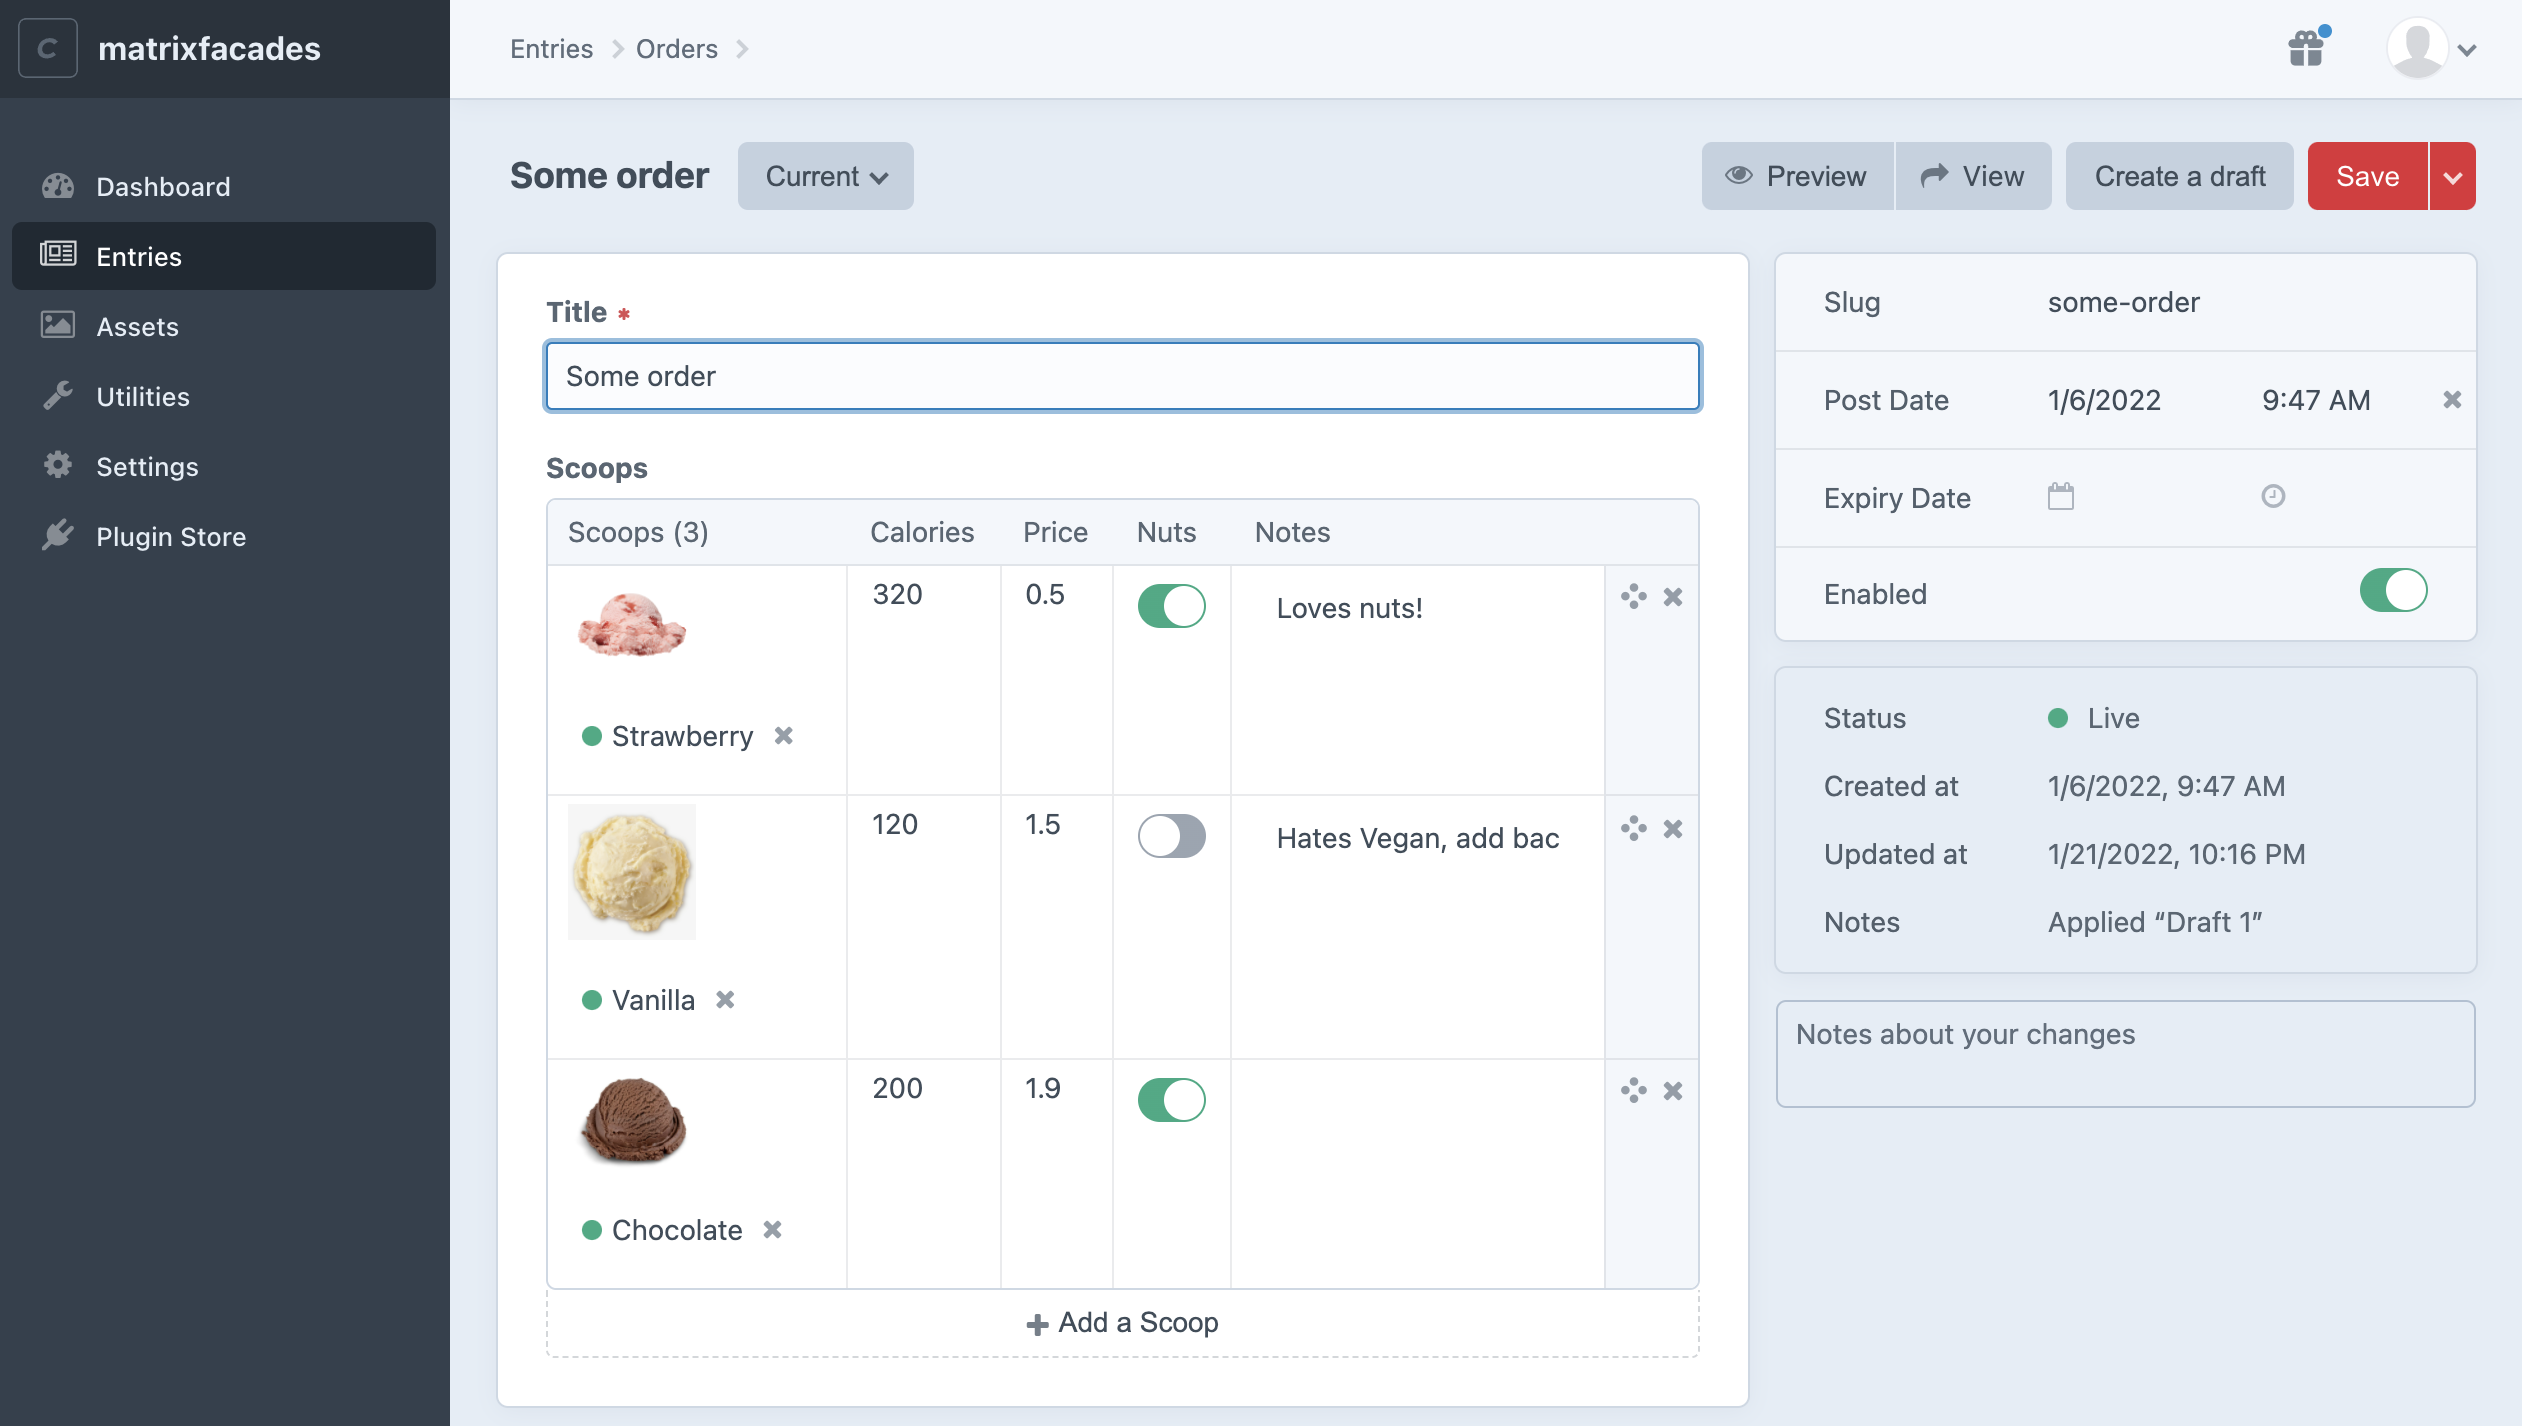 C matrixfacades
Entries Orders
Dashboard
Entries
Assets
Utilities
Settings
Plugin Store
Some order Current Preview View Create a draft Save
Title *
Some order
Scoops
Scoops (3) Calories Price Nuts Notes
320 0.5 Loves nuts!
Strawberry
120 1.5 Hates Vegan, add bac
Vanilla
200 1.9
Chocolate
Add a Scoop
Slug some-order
Post Date 1/6/2022 9:47 AM
Expiry Date
Enabled
Status Live
Created at 1/6/2022, 9:47 AM
Updated at 1/21/2022, 10:16 PM
Notes Applied “Draft 1”
Notes about your changes